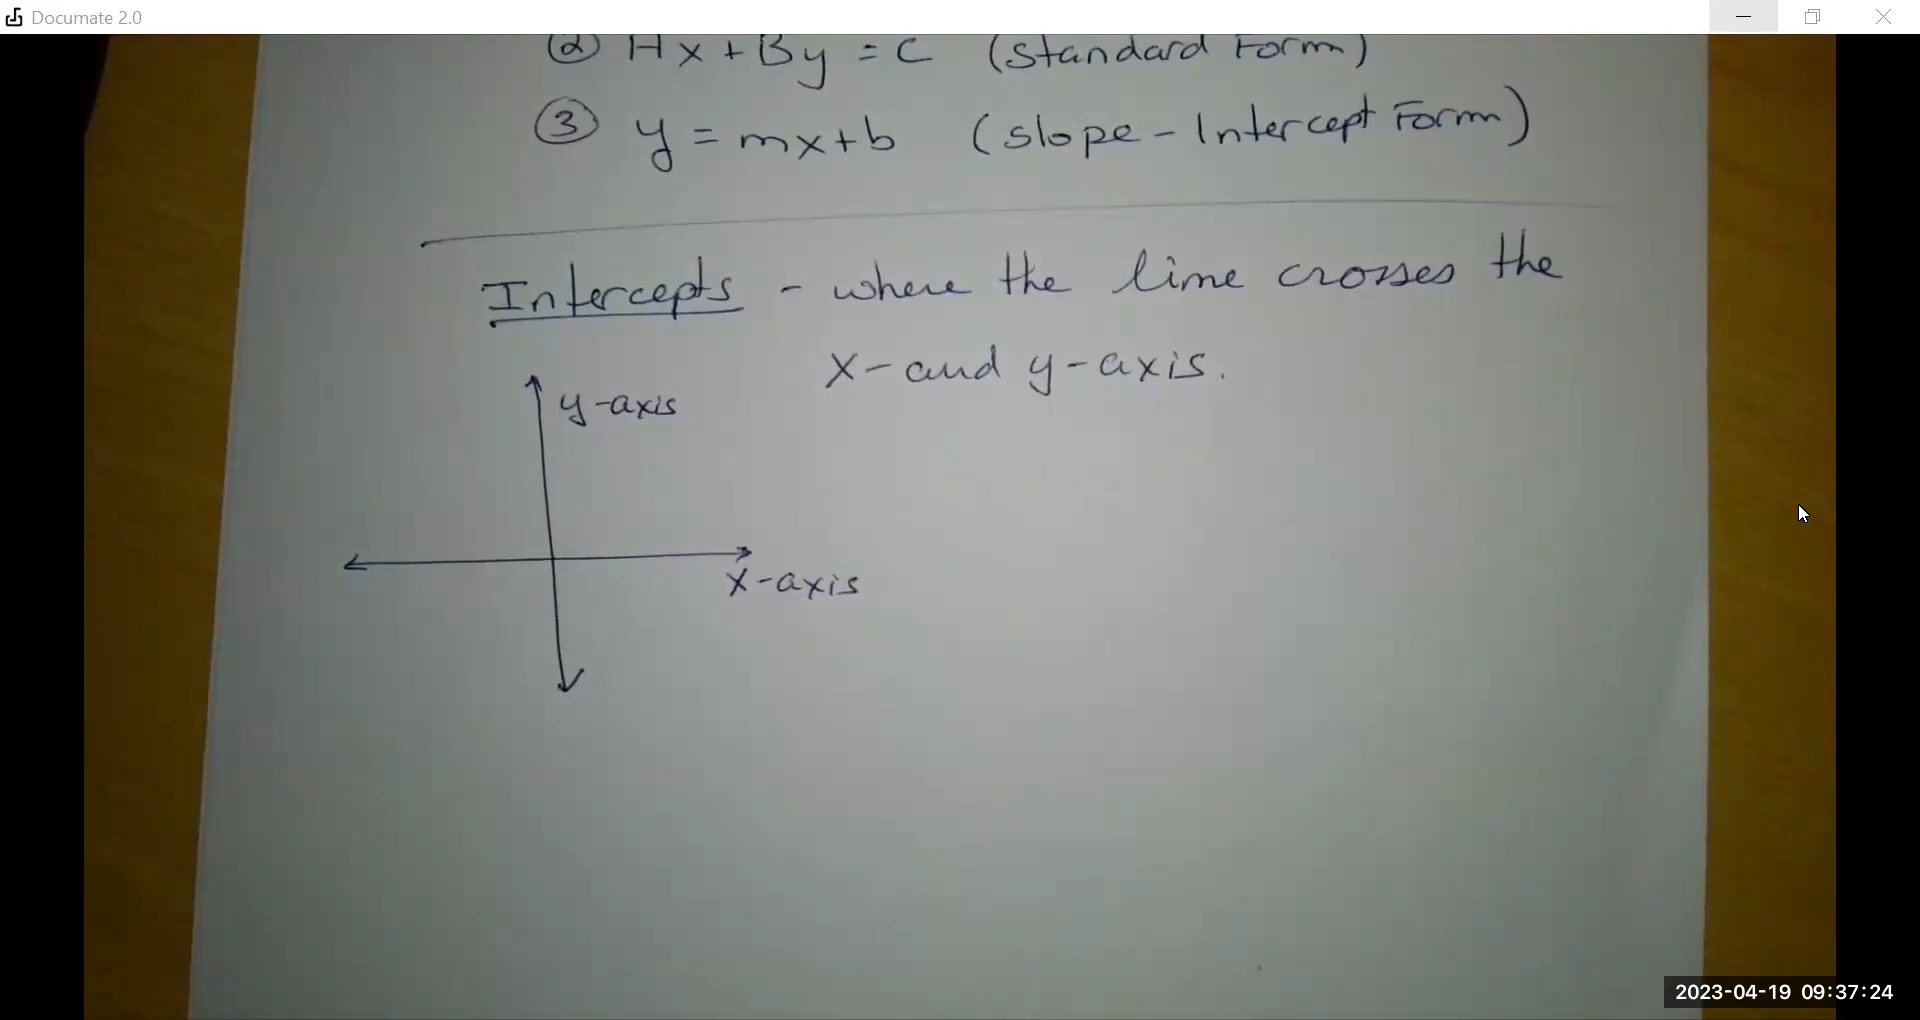 Documate 2.0
② Ax + By = C (Standard Form)
③ y = mx+b (slope - Intercept Form)
Intercepts - where the line crosses the
x- and y-axis.
y-axis
x-axis
2023-04-19 09:37:24